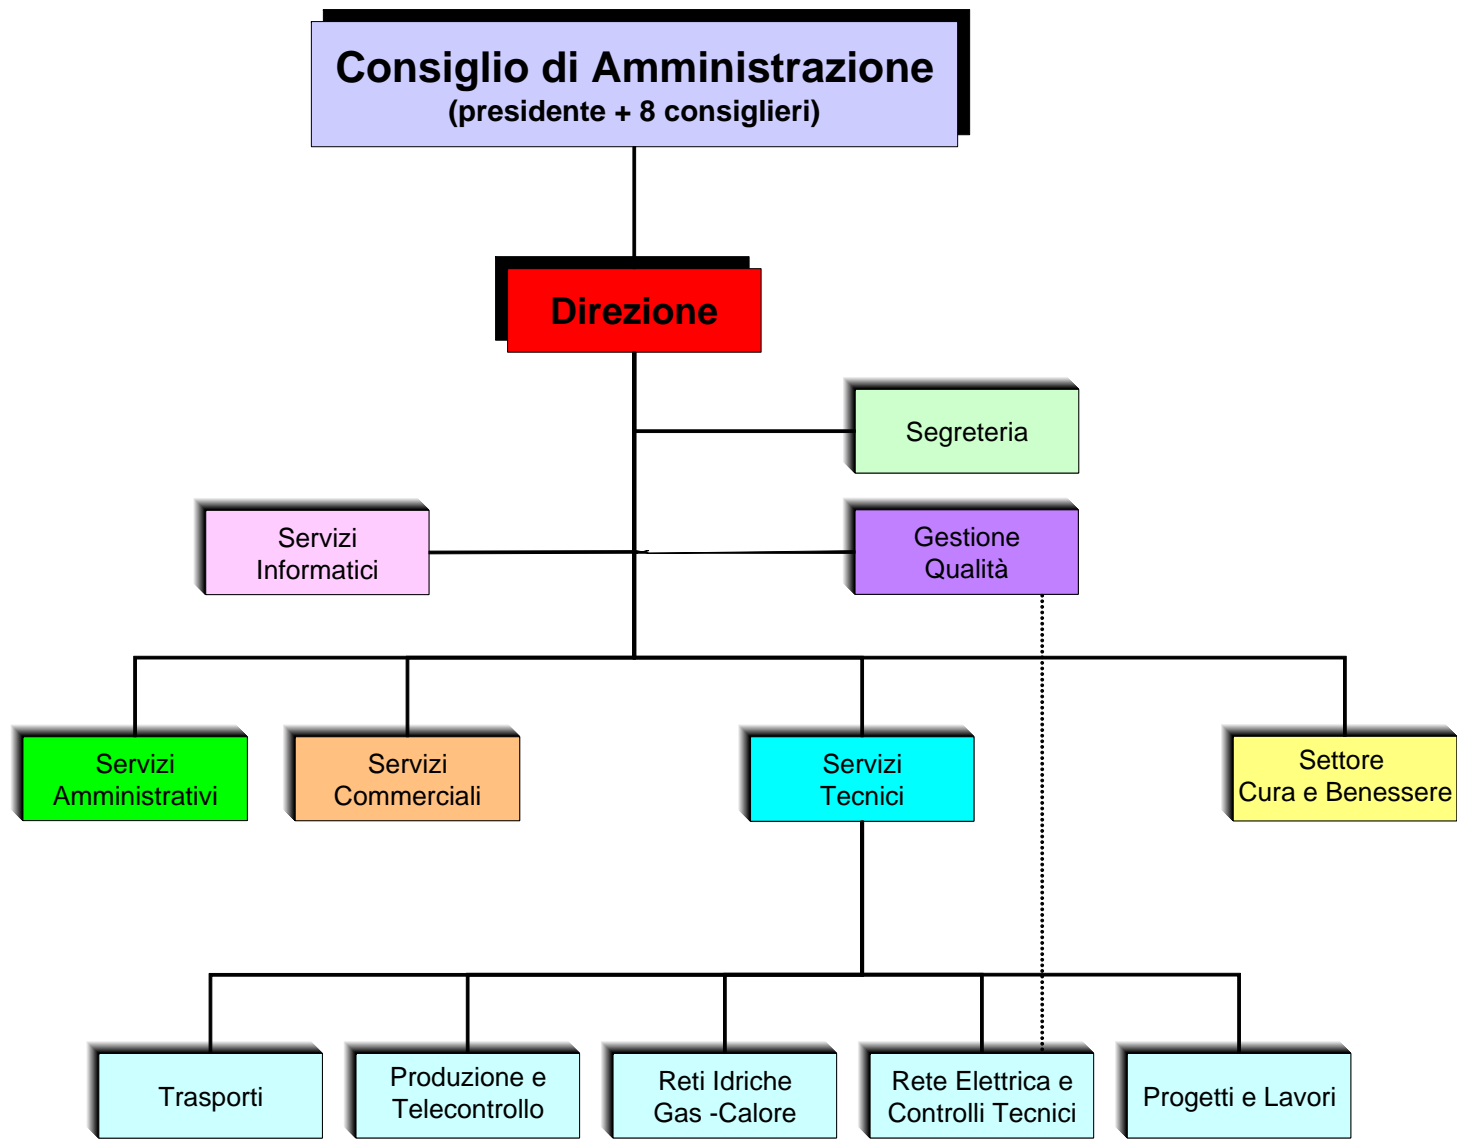 Consiglio di Amministrazione
(presidente + 8 consiglieri)
Direzione
Segreteria
Servizi
Informatici
Gestione
Qualità
Servizi
Amministrativi
Servizi
Commerciali
Servizi
Tecnici
Settore
Cura e Benessere
Trasporti
Produzione e
Telecontrollo
Reti Idriche
Gas -Calore
Rete Elettrica e
Controlli Tecnici
Progetti e Lavori